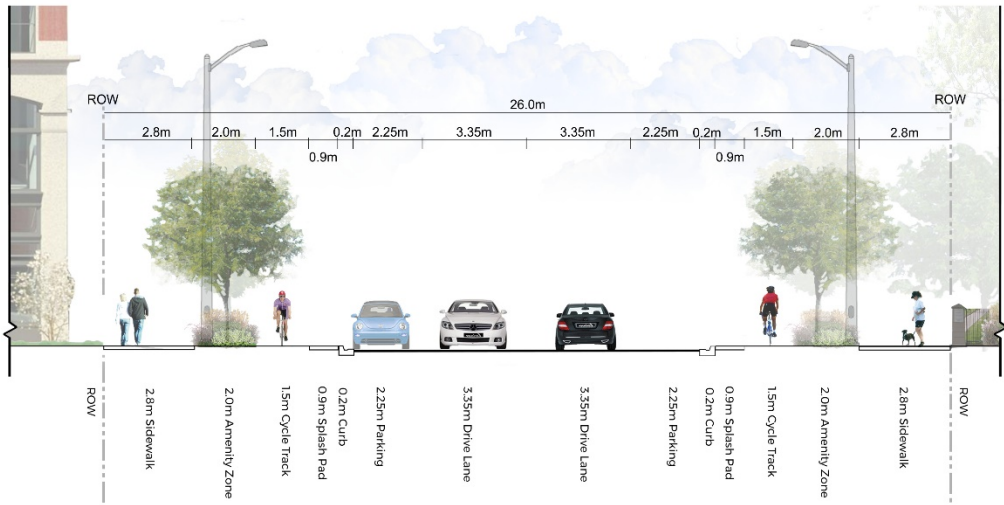 ROW
ROW
26.0m
2.8m 2.0m 1.5m 0.2m 2.25m 3.35m 3.35m 2.25m 0.2m 1.5m 2.0m 2.8m
0.9m 0.9m
ROW
2.8m Sidewalk
2.0m Amenity Zone
1.5m Cycle Track
0.9m Splash Pad
0.2m Curb
2.25m Parking
3.35m Drive Lane
3.35m Drive Lane
2.25m Parking
0.2m Curb
0.9m Splash Pad
1.5m Cycle Track
2.0m Amenity Zone
2.8m Sidewalk
ROW